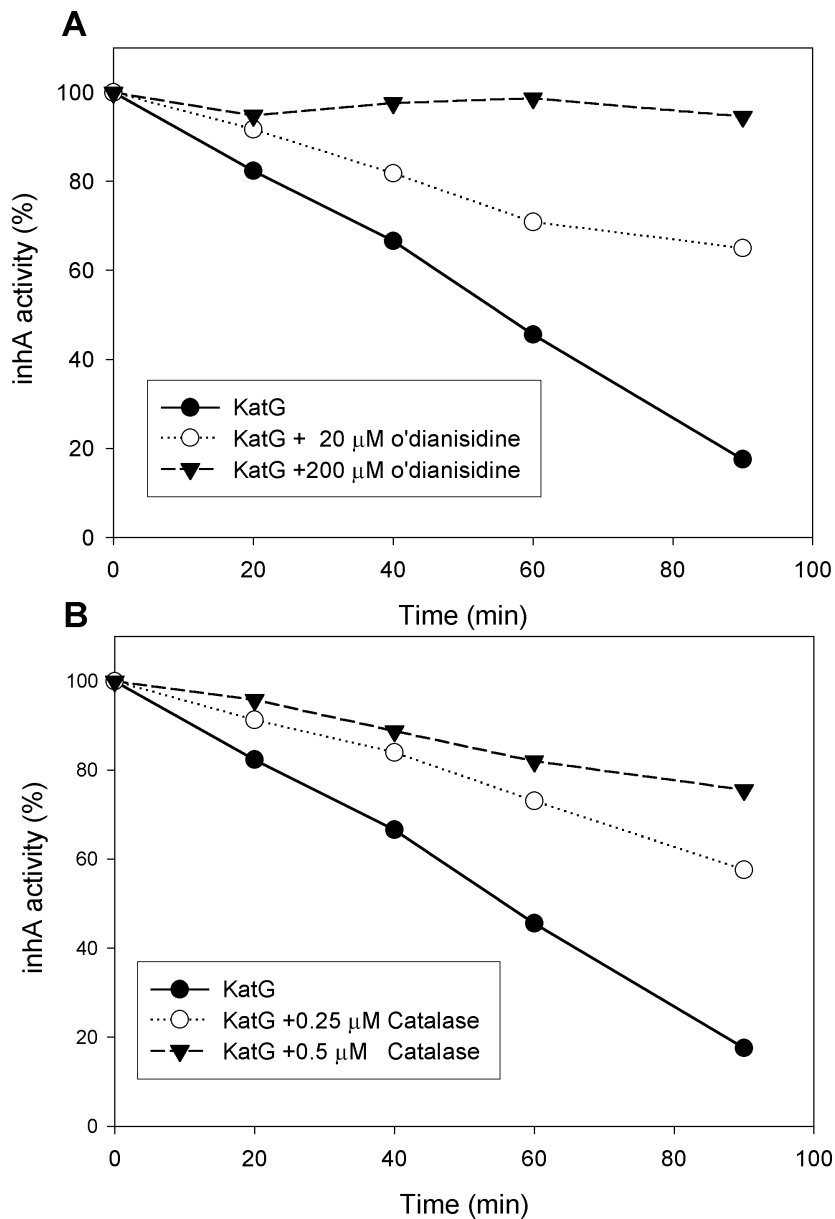 A
100
80
60
40
20
0
inhA activity (%)
KatG
KatG + 20 μM o'dianisidine
KatG +200 μM o'dianisidine
0 20 40 60 80 100
Time (min)
B
100
80
60
40
20
0
inhA activity (%)
KatG
KatG +0.25 μM Catalase
KatG +0.5 μM Catalase
0 20 40 60 80 100
Time (min)